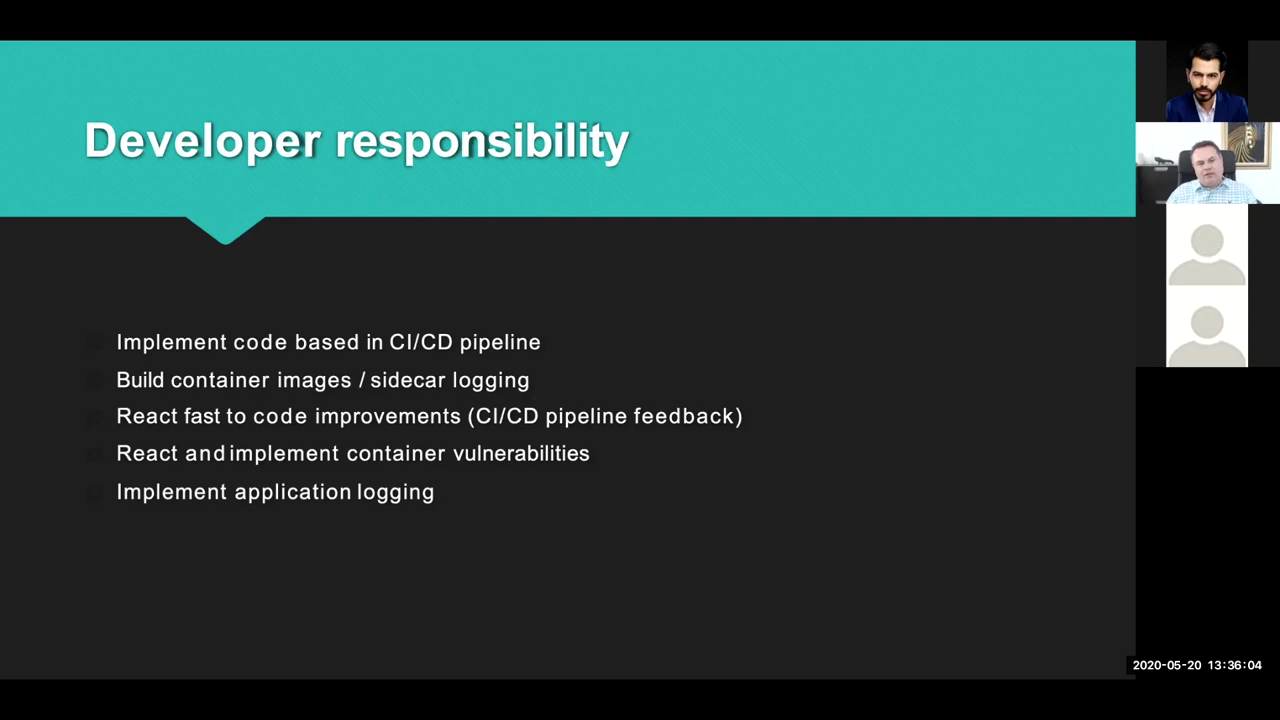 Developer responsibility
Implement code based in CI/CD pipeline
Build container images / sidecar logging
React fast to code improvements (CI/CD pipeline feedback)
React and implement container vulnerabilities
Implement application logging
2020-05-20 13:36:04